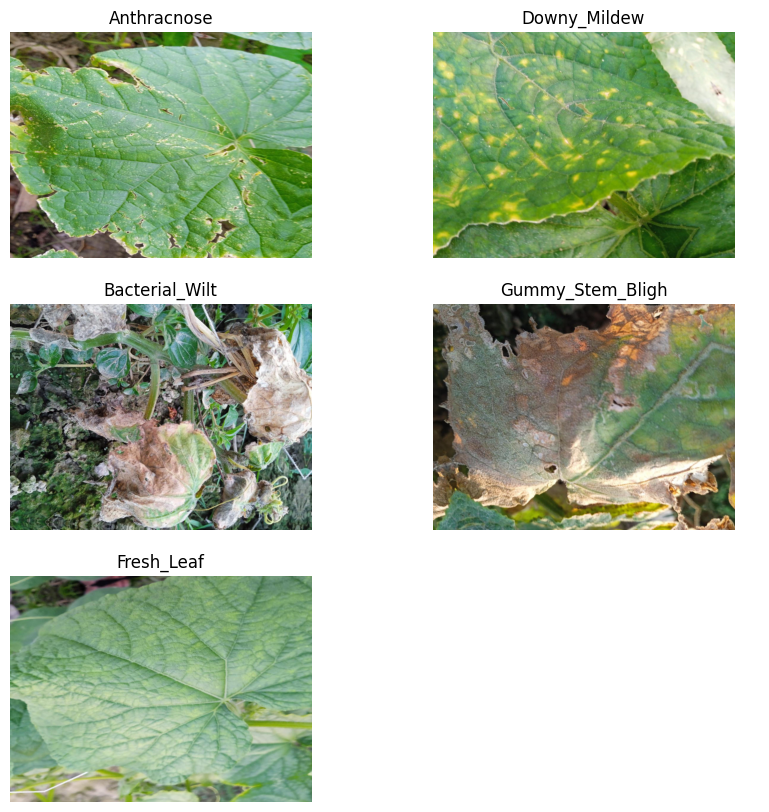 Anthracnose
Downy_Mildew
Bacterial_Wilt
Gummy_Stem_Bligh
Fresh_Leaf